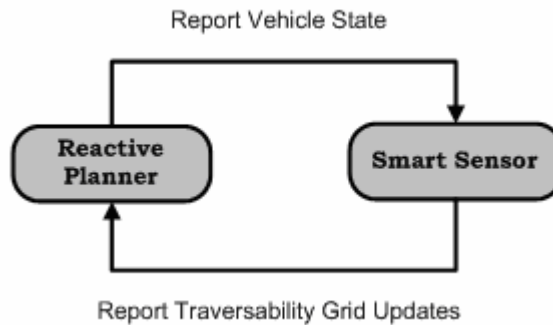 Report Vehicle State
Reactive
Planner
Smart Sensor
Report Traversability Grid Updates